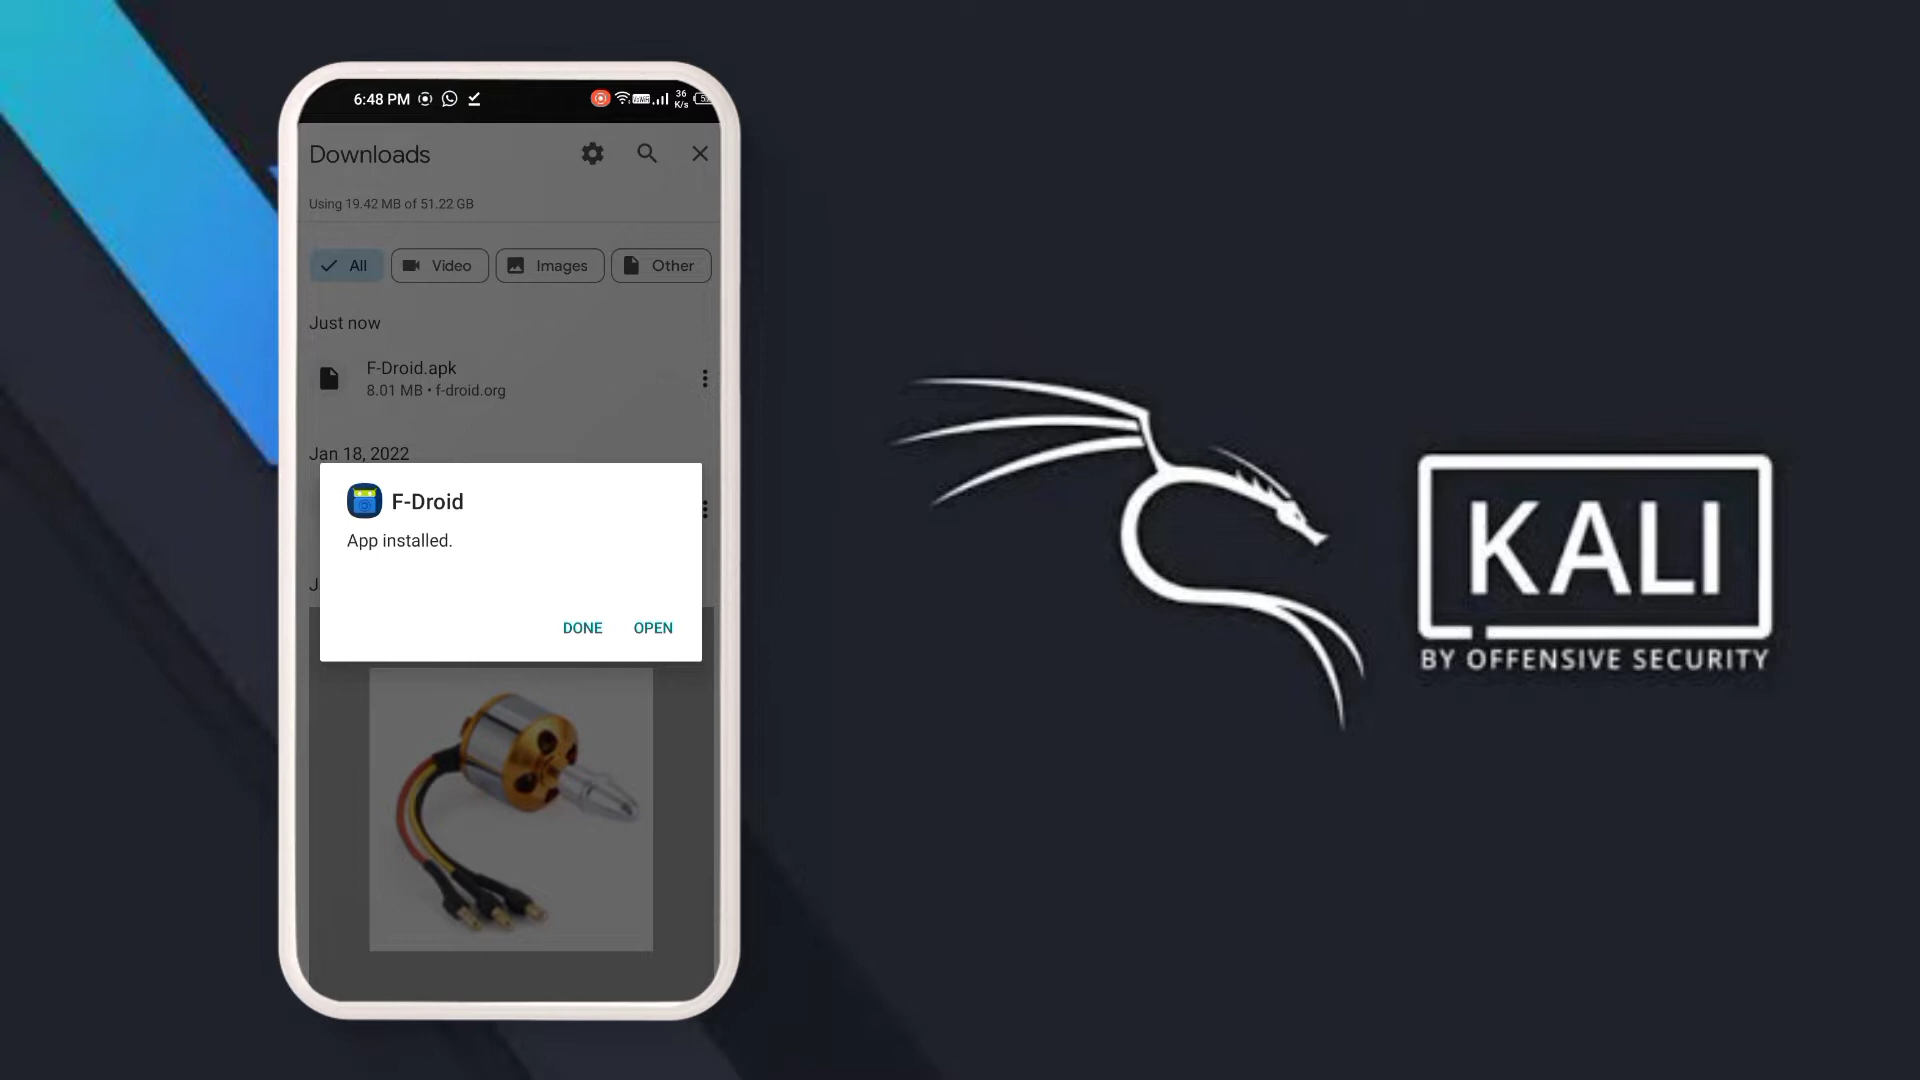 6:48 PM
36
K/s
Downloads
Using 19.42 MB of 51.22 GB
All
Video
Images
Other
Just now
F-Droid.apk
8.01 MB • f-droid.org
Jan 18, 2022
F-Droid
App installed.
DONE
OPEN
KALI
BY OFFENSIVE SECURITY